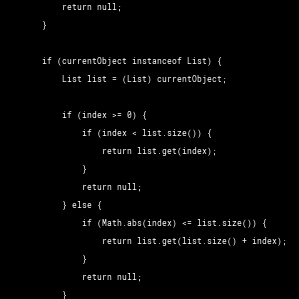 return null;
}
if (currentObject instanceof List) {
List list = (List) currentObject;
if (index >= 0) {
if (index < list.size()) {
return list.get(index);
}
return null;
} else {
if (Math.abs(index) <= list.size()) {
return list.get(list.size() + index);
}
return null;
}